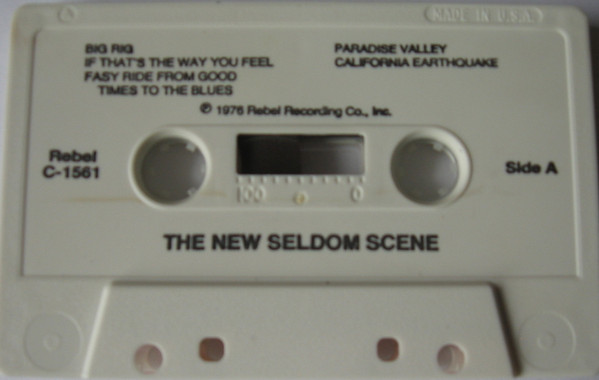 MADE IN U.S.A.
BIG RIG
IF THAT'S THE WAY YOU FEEL
FASY RIDE FROM GOOD
TIMES TO THE BLUES
PARADISE VALLEY
CALIFORNIA EARTHQUAKE
℗ 1976 Rebel Recording Co., Inc.
Rebel
C-1561
Side A
100 0
THE NEW SELDOM SCENE